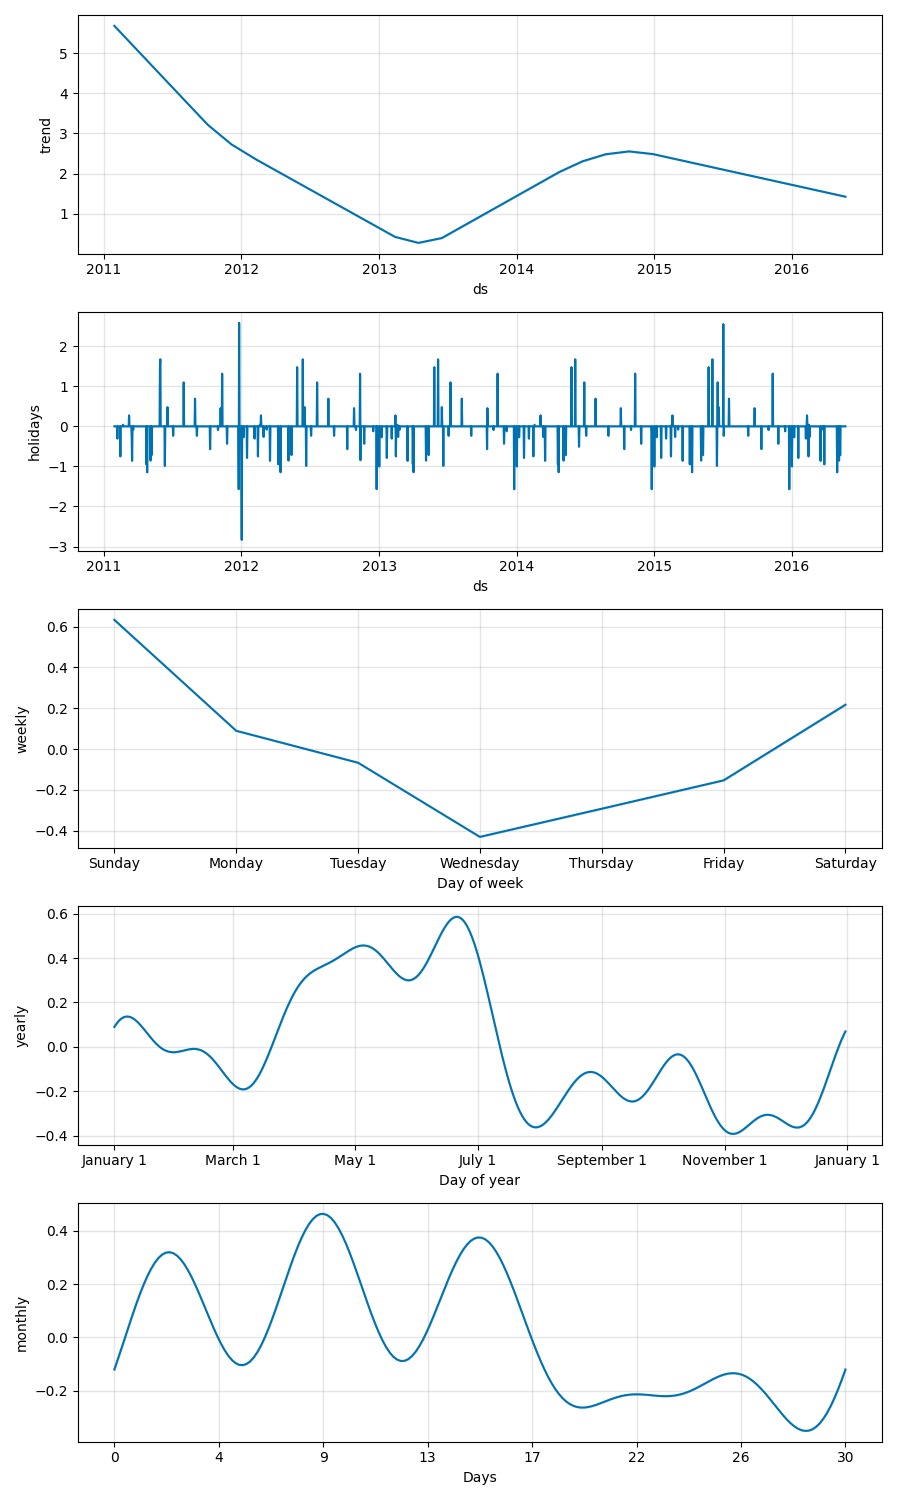 5
4
3
2
1
trend
2011 2012 2013 2014 2015 2016
ds
2
1
0
−1
−2
−3
holidays
2011 2012 2013 2014 2015 2016
ds
0.6
0.4
0.2
0.0
−0.2
−0.4
weekly
Sunday Monday Tuesday Wednesday Thursday Friday Saturday
Day of week
0.6
0.4
0.2
0.0
−0.2
−0.4
yearly
January 1 March 1 May 1 July 1 September 1 November 1 January 1
Day of year
0.4
0.2
0.0
−0.2
monthly
0 4 9 13 17 22 26 30
Days